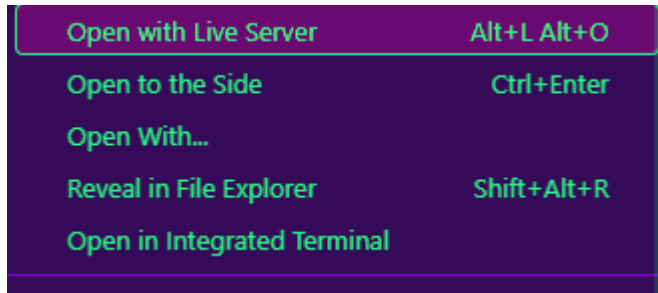 Open with Live Server Alt+L Alt+O
Open to the Side Ctrl+Enter
Open With...
Reveal in File Explorer Shift+Alt+R
Open in Integrated Terminal